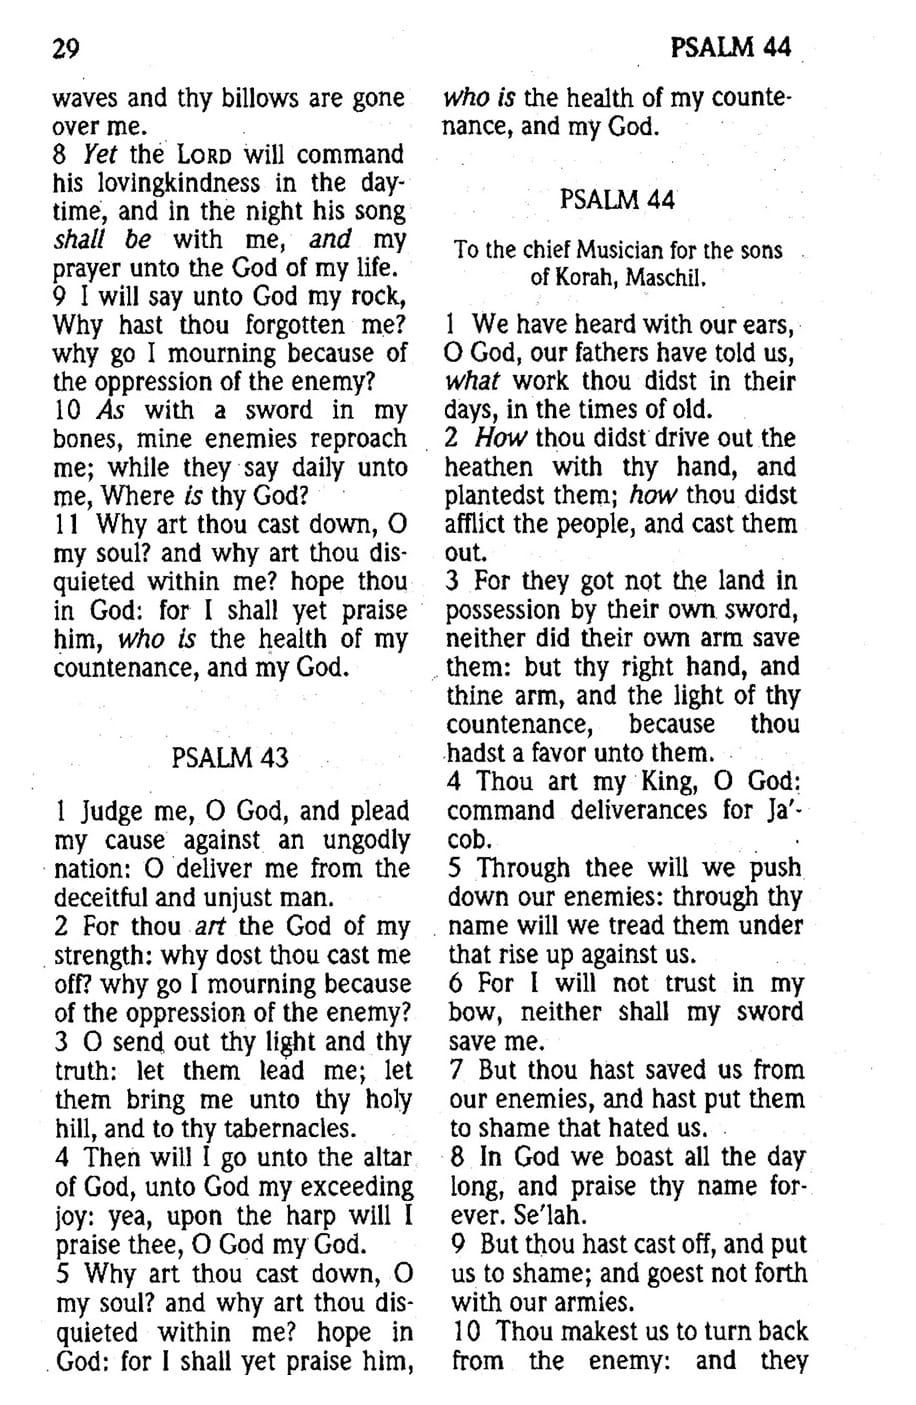 29
PSALM 44
waves and thy billows are gone
over me.
8 Yet the LORD will command
his lovingkindness in the day-
time, and in the night his song
shall be with me, and my
prayer unto the God of my life.
9 I will say unto God my rock,
Why hast thou forgotten me?
why go I mourning because of
the oppression of the enemy?
10 As with a sword in my
bones, mine enemies reproach
me; while they say daily unto
me, Where is thy God?
11 Why art thou cast down, O
my soul? and why art thou dis-
quieted within me? hope thou
in God: for I shall yet praise
him, who is the health of my
countenance, and my God.
PSALM 43
1 Judge me, O God, and plead
my cause against an ungodly
nation: O deliver me from the
deceitful and unjust man.
2 For thou art the God of my
strength: why dost thou cast me
off? why go I mourning because
of the oppression of the enemy?
3 O send out thy light and thy
truth: let them lead me; let
them bring me unto thy holy
hill, and to thy tabernacles.
4 Then will I go unto the altar
of God, unto God my exceeding
joy: yea, upon the harp will I
praise thee, O God my God.
5 Why art thou cast down, O
my soul? and why art thou dis-
quieted within me? hope in
God: for I shall yet praise him,
who is the health of my counte-
nance, and my God.
PSALM 44
To the chief Musician for the sons
of Korah, Maschil.
1 We have heard with our ears,
O God, our fathers have told us,
what work thou didst in their
days, in the times of old.
2 How thou didst drive out the
heathen with thy hand, and
plantedst them; how thou didst
afflict the people, and cast them
out.
3 For they got not the land in
possession by their own sword,
neither did their own arm save
them: but thy right hand, and
thine arm, and the light of thy
countenance, because thou
hadst a favor unto them.
4 Thou art my King, O God:
command deliverances for Ja'-
cob.
5 Through thee will we push
down our enemies: through thy
name will we tread them under
that rise up against us.
6 For I will not trust in my
bow, neither shall my sword
save me.
7 But thou hast saved us from
our enemies, and hast put them
to shame that hated us.
8 In God we boast all the day
long, and praise thy name for-
ever. Se'lah.
9 But thou hast cast off, and put
us to shame; and goest not forth
with our armies.
10 Thou makest us to turn back
from the enemy: and they